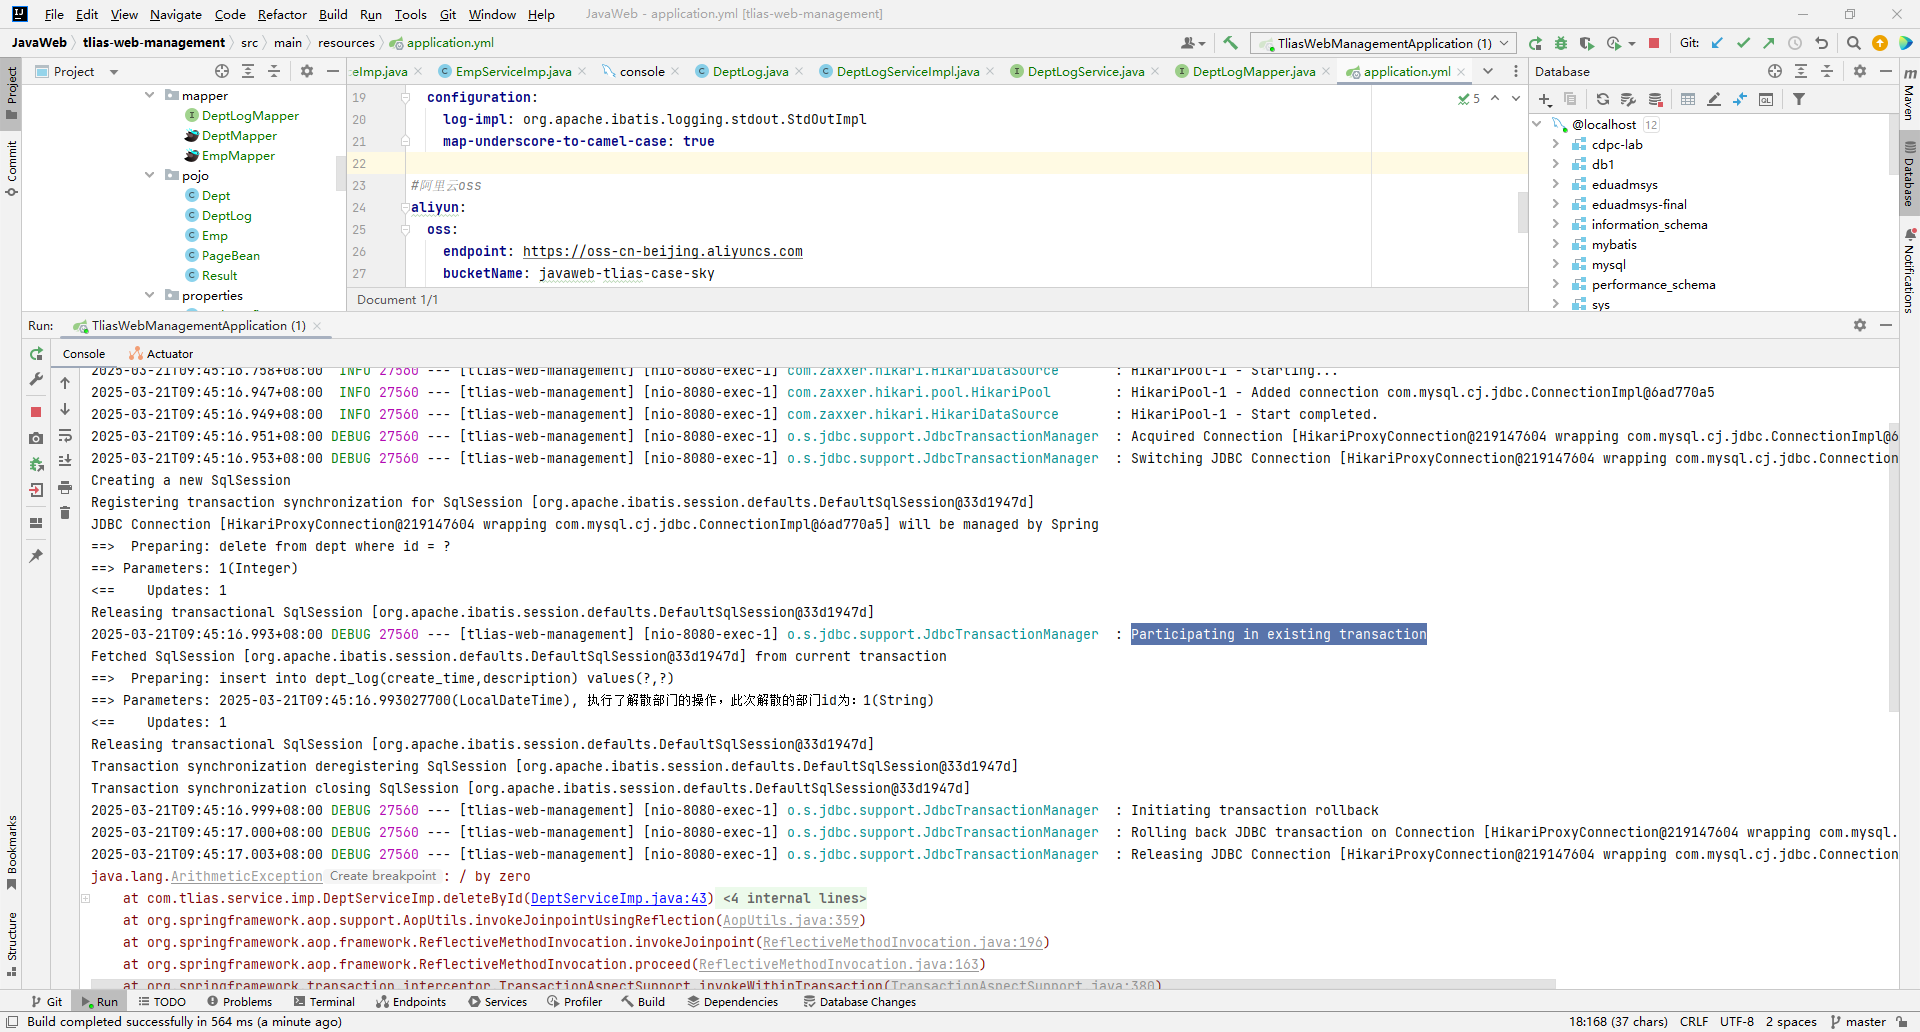 File Edit View Navigate Code Refactor Build Run Tools Git Window Help JavaWeb - application.yml [tlias-web-management]
JavaWeb tlias-web-management src main resources application.yml TliasWebManagementApplication (1) Git:
Project ceImp.java EmpServiceImp.java console DeptLog.java DeptLogServiceImpl.java DeptLogService.java DeptLogMapper.java application.yml Database
Project
Commit
mapper
DeptLogMapper
DeptMapper
EmpMapper
pojo
Dept
DeptLog
Emp
PageBean
Result
properties
19 configuration:
20 log-impl: org.apache.ibatis.logging.stdout.StdOutImpl
21 map-underscore-to-camel-case: true
22
23 #阿里云oss
24 aliyun:
25 oss:
26 endpoint: https://oss-cn-beijing.aliyuncs.com
27 bucketName: javaweb-tlias-case-sky
5
Document 1/1
@localhost 12
cdpc-lab
db1
eduadmsys
eduadmsys-final
information_schema
mybatis
mysql
performance_schema
sys
Maven
Database
Notifications
Run: TliasWebManagementApplication (1)
Console Actuator
2025-03-21T09:45:16.758+08:00 INFO 27560 --- [tlias-web-management] [nio-8080-exec-1] com.zaxxer.hikari.HikariDataSource : HikariPool-1 - Starting...
2025-03-21T09:45:16.947+08:00 INFO 27560 --- [tlias-web-management] [nio-8080-exec-1] com.zaxxer.hikari.pool.HikariPool : HikariPool-1 - Added connection com.mysql.cj.jdbc.ConnectionImpl@6ad770a5
2025-03-21T09:45:16.949+08:00 INFO 27560 --- [tlias-web-management] [nio-8080-exec-1] com.zaxxer.hikari.HikariDataSource : HikariPool-1 - Start completed.
2025-03-21T09:45:16.951+08:00 DEBUG 27560 --- [tlias-web-management] [nio-8080-exec-1] o.s.jdbc.support.JdbcTransactionManager : Acquired Connection [HikariProxyConnection@219147604 wrapping com.mysql.cj.jdbc.ConnectionImpl@6
2025-03-21T09:45:16.953+08:00 DEBUG 27560 --- [tlias-web-management] [nio-8080-exec-1] o.s.jdbc.support.JdbcTransactionManager : Switching JDBC Connection [HikariProxyConnection@219147604 wrapping com.mysql.cj.jdbc.Connection
Creating a new SqlSession
Registering transaction synchronization for SqlSession [org.apache.ibatis.session.defaults.DefaultSqlSession@33d1947d]
JDBC Connection [HikariProxyConnection@219147604 wrapping com.mysql.cj.jdbc.ConnectionImpl@6ad770a5] will be managed by Spring
==> Preparing: delete from dept where id = ?
==> Parameters: 1(Integer)
<== Updates: 1
Releasing transactional SqlSession [org.apache.ibatis.session.defaults.DefaultSqlSession@33d1947d]
2025-03-21T09:45:16.993+08:00 DEBUG 27560 --- [tlias-web-management] [nio-8080-exec-1] o.s.jdbc.support.JdbcTransactionManager : Participating in existing transaction
Fetched SqlSession [org.apache.ibatis.session.defaults.DefaultSqlSession@33d1947d] from current transaction
==> Preparing: insert into dept_log(create_time,description) values(?,?)
==> Parameters: 2025-03-21T09:45:16.993027700(LocalDateTime), 执行了解散部门的操作，此次解散的部门id为：1(String)
<== Updates: 1
Releasing transactional SqlSession [org.apache.ibatis.session.defaults.DefaultSqlSession@33d1947d]
Transaction synchronization deregistering SqlSession [org.apache.ibatis.session.defaults.DefaultSqlSession@33d1947d]
Transaction synchronization closing SqlSession [org.apache.ibatis.session.defaults.DefaultSqlSession@33d1947d]
2025-03-21T09:45:16.999+08:00 DEBUG 27560 --- [tlias-web-management] [nio-8080-exec-1] o.s.jdbc.support.JdbcTransactionManager : Initiating transaction rollback
2025-03-21T09:45:17.000+08:00 DEBUG 27560 --- [tlias-web-management] [nio-8080-exec-1] o.s.jdbc.support.JdbcTransactionManager : Rolling back JDBC transaction on Connection [HikariProxyConnection@219147604 wrapping com.mysql.
2025-03-21T09:45:17.003+08:00 DEBUG 27560 --- [tlias-web-management] [nio-8080-exec-1] o.s.jdbc.support.JdbcTransactionManager : Releasing JDBC Connection [HikariProxyConnection@219147604 wrapping com.mysql.cj.jdbc.Connection
java.lang.ArithmeticException Create breakpoint : / by zero
at com.tlias.service.imp.DeptServiceImp.deleteById(DeptServiceImp.java:43) <4 internal lines>
at org.springframework.aop.support.AopUtils.invokeJoinpointUsingReflection(AopUtils.java:359)
at org.springframework.aop.framework.ReflectiveMethodInvocation.invokeJoinpoint(ReflectiveMethodInvocation.java:196)
at org.springframework.aop.framework.ReflectiveMethodInvocation.proceed(ReflectiveMethodInvocation.java:163)
at org.springframework.transaction.interceptor.TransactionAspectSupport.invokeWithinTransaction(TransactionAspectSupport.java:380)
Bookmarks
Structure
Git Run TODO Problems Terminal Endpoints Services Profiler Build Dependencies Database Changes
Build completed successfully in 564 ms (a minute ago) 18:168 (37 chars) CRLF UTF-8 2 spaces master